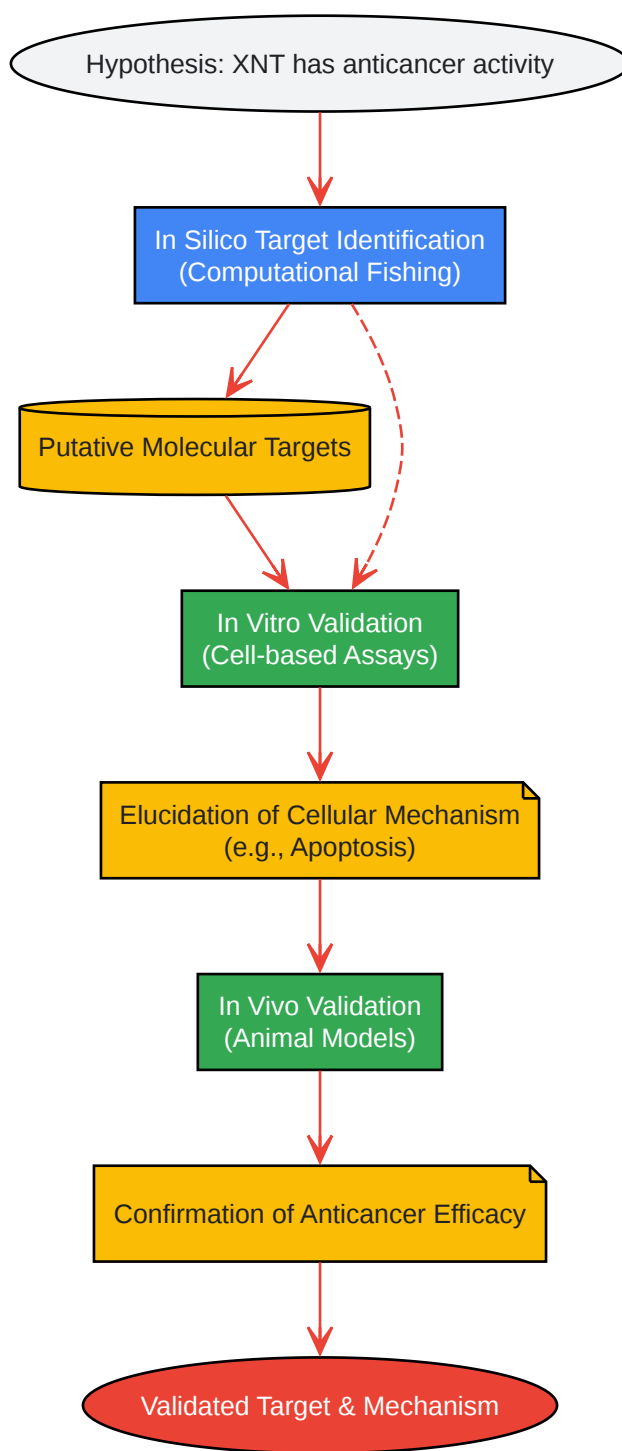 Hypothesis: XNT has anticancer activity
In Silico Target Identification
(Computational Fishing)
Putative Molecular Targets
In Vitro Validation
(Cell-based Assays)
Elucidation of Cellular Mechanism
(e.g., Apoptosis)
In Vivo Validation
(Animal Models)
Confirmation of Anticancer Efficacy
Validated Target & Mechanism